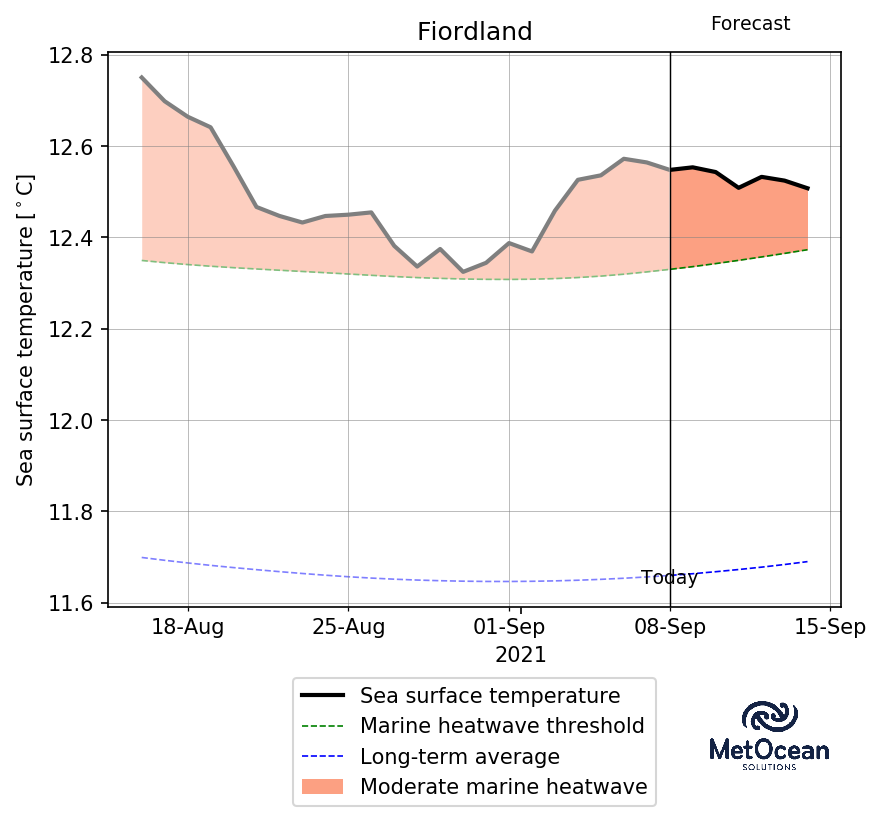 Forecast
Fiordland
12.8
12.6
12.4
12.2
12.0
11.8
11.6
Sea surface temperature [°C]
Today
18-Aug 25-Aug 01-Sep 08-Sep 15-Sep
2021
Sea surface temperature
Marine heatwave threshold
Long-term average
Moderate marine heatwave
MetOcean
SOLUTIONS